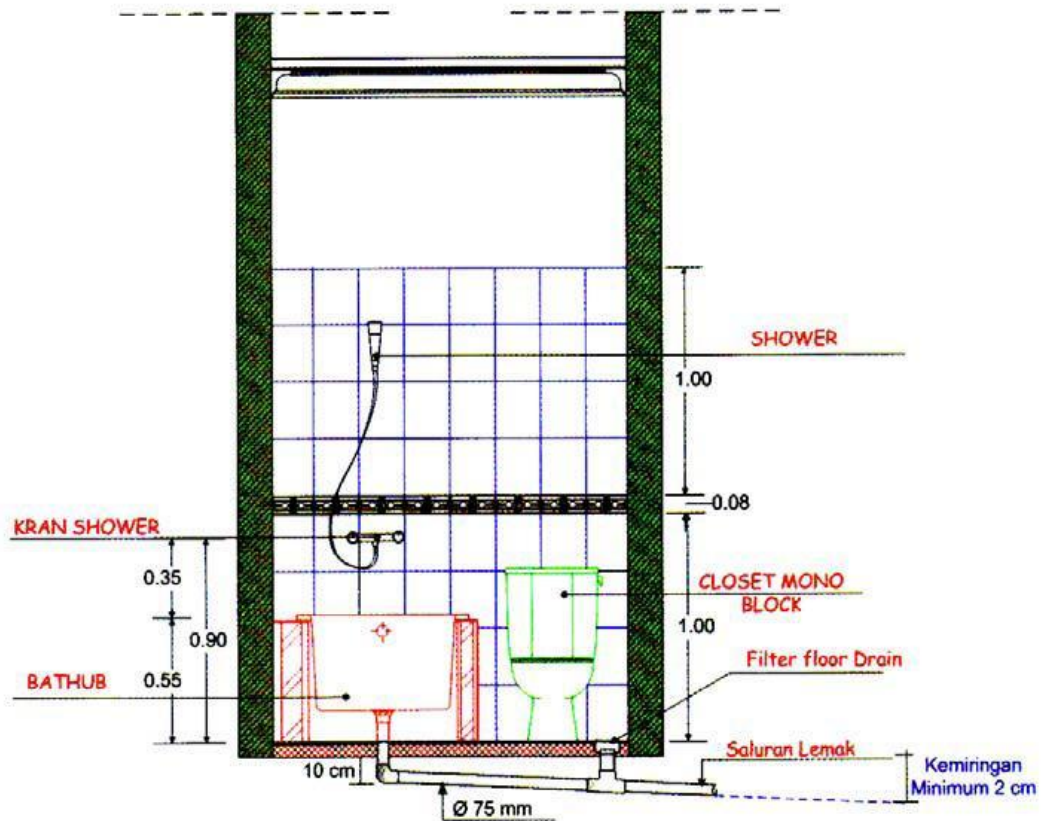 SHOWER
1.00
0.08
KRAN SHOWER
0.35
0.90
0.55
BATHUB
CLOSET MONO
BLOCK
1.00
Filter floor Drain
Saluran Lemak
10 cm
Ø 75 mm
Kemiringan
Minimum 2 cm